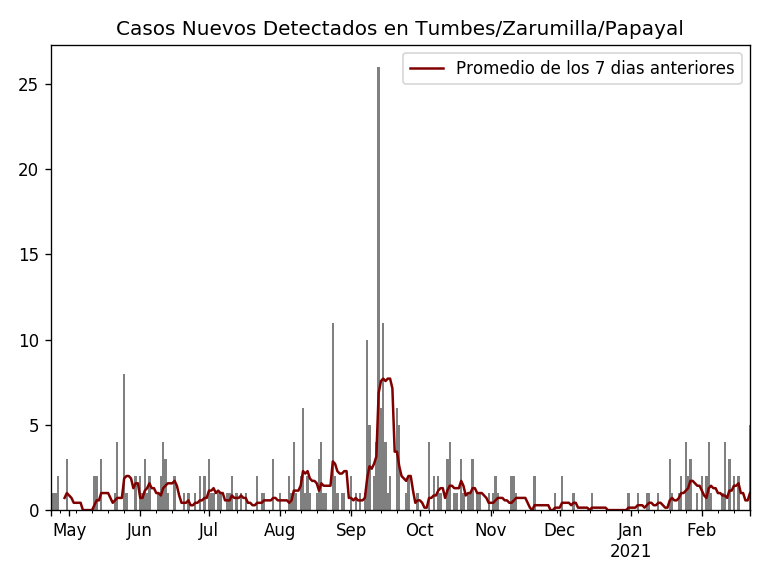 Casos Nuevos Detectados en Tumbes/Zarumilla/Papayal
Promedio de los 7 dias anteriores
25
20
15
10
5
0
May Jun Jul Aug Sep Oct Nov Dec Jan Feb
2021